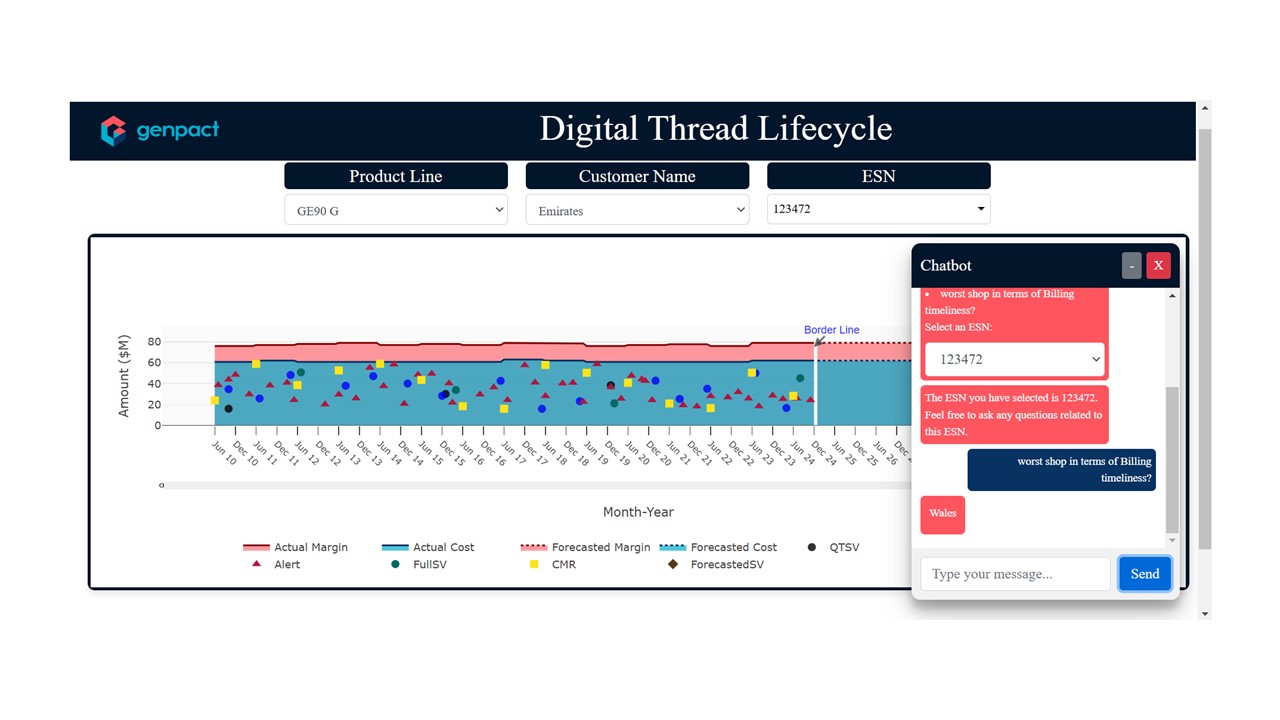 genpact
Digital Thread Lifecycle
Product Line
Customer Name
ESN
GE90 G
Emirates
123472
Border Line
Amount ($M)
80
60
40
20
0
Jun 10
Dec 10
Jun 11
Dec 11
Jun 12
Dec 12
Jun 13
Dec 13
Jun 14
Dec 14
Jun 15
Dec 15
Jun 16
Dec 16
Jun 17
Dec 17
Jun 18
Dec 18
Jun 19
Dec 19
Jun 20
Dec 20
Jun 21
Dec 21
Jun 22
Dec 22
Jun 23
Dec 23
Jun 24
Dec 24
Jun 25
Dec 25
Jun 26
Month-Year
Actual Margin
Actual Cost
Forecasted Margin
Forecasted Cost
QTSV
Alert
FullSV
CMR
ForecastedSV
Chatbot
-
X
• worst shop in terms of Billing
timeliness?
Select an ESN:
123472
The ESN you have selected is 123472.
Feel free to ask any questions related to
this ESN.
worst shop in terms of Billing
timeliness?
Wales
Type your message...
Send